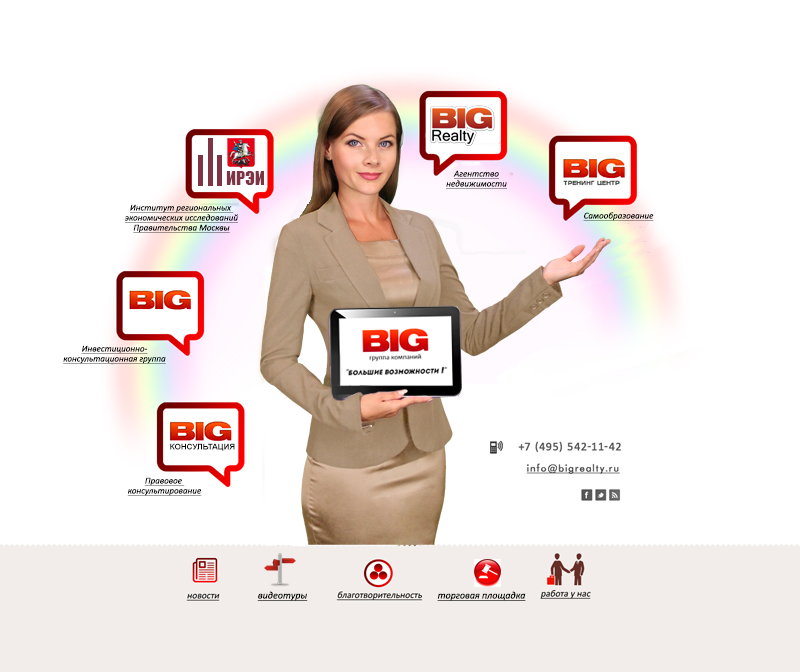 BIG
Realty
Агентство
недвижимости
BIG
ТРЕНИНГ ЦЕНТР
Самообразование
ИРЭИ
Институт региональных
экономических исследований
Правительства Москвы
BIG
Инвестиционно-
консультационная группа
BIG
группа компаний
"БОЛЬШИЕ ВОЗМОЖНОСТИ !"
BIG
КОНСУЛЬТАЦИЯ
Правовое
консультирование
+7 (495) 542-11-42
info@bigrealty.ru
f
новости
видеотуры
благотворительность
торговая площадка
работа у нас